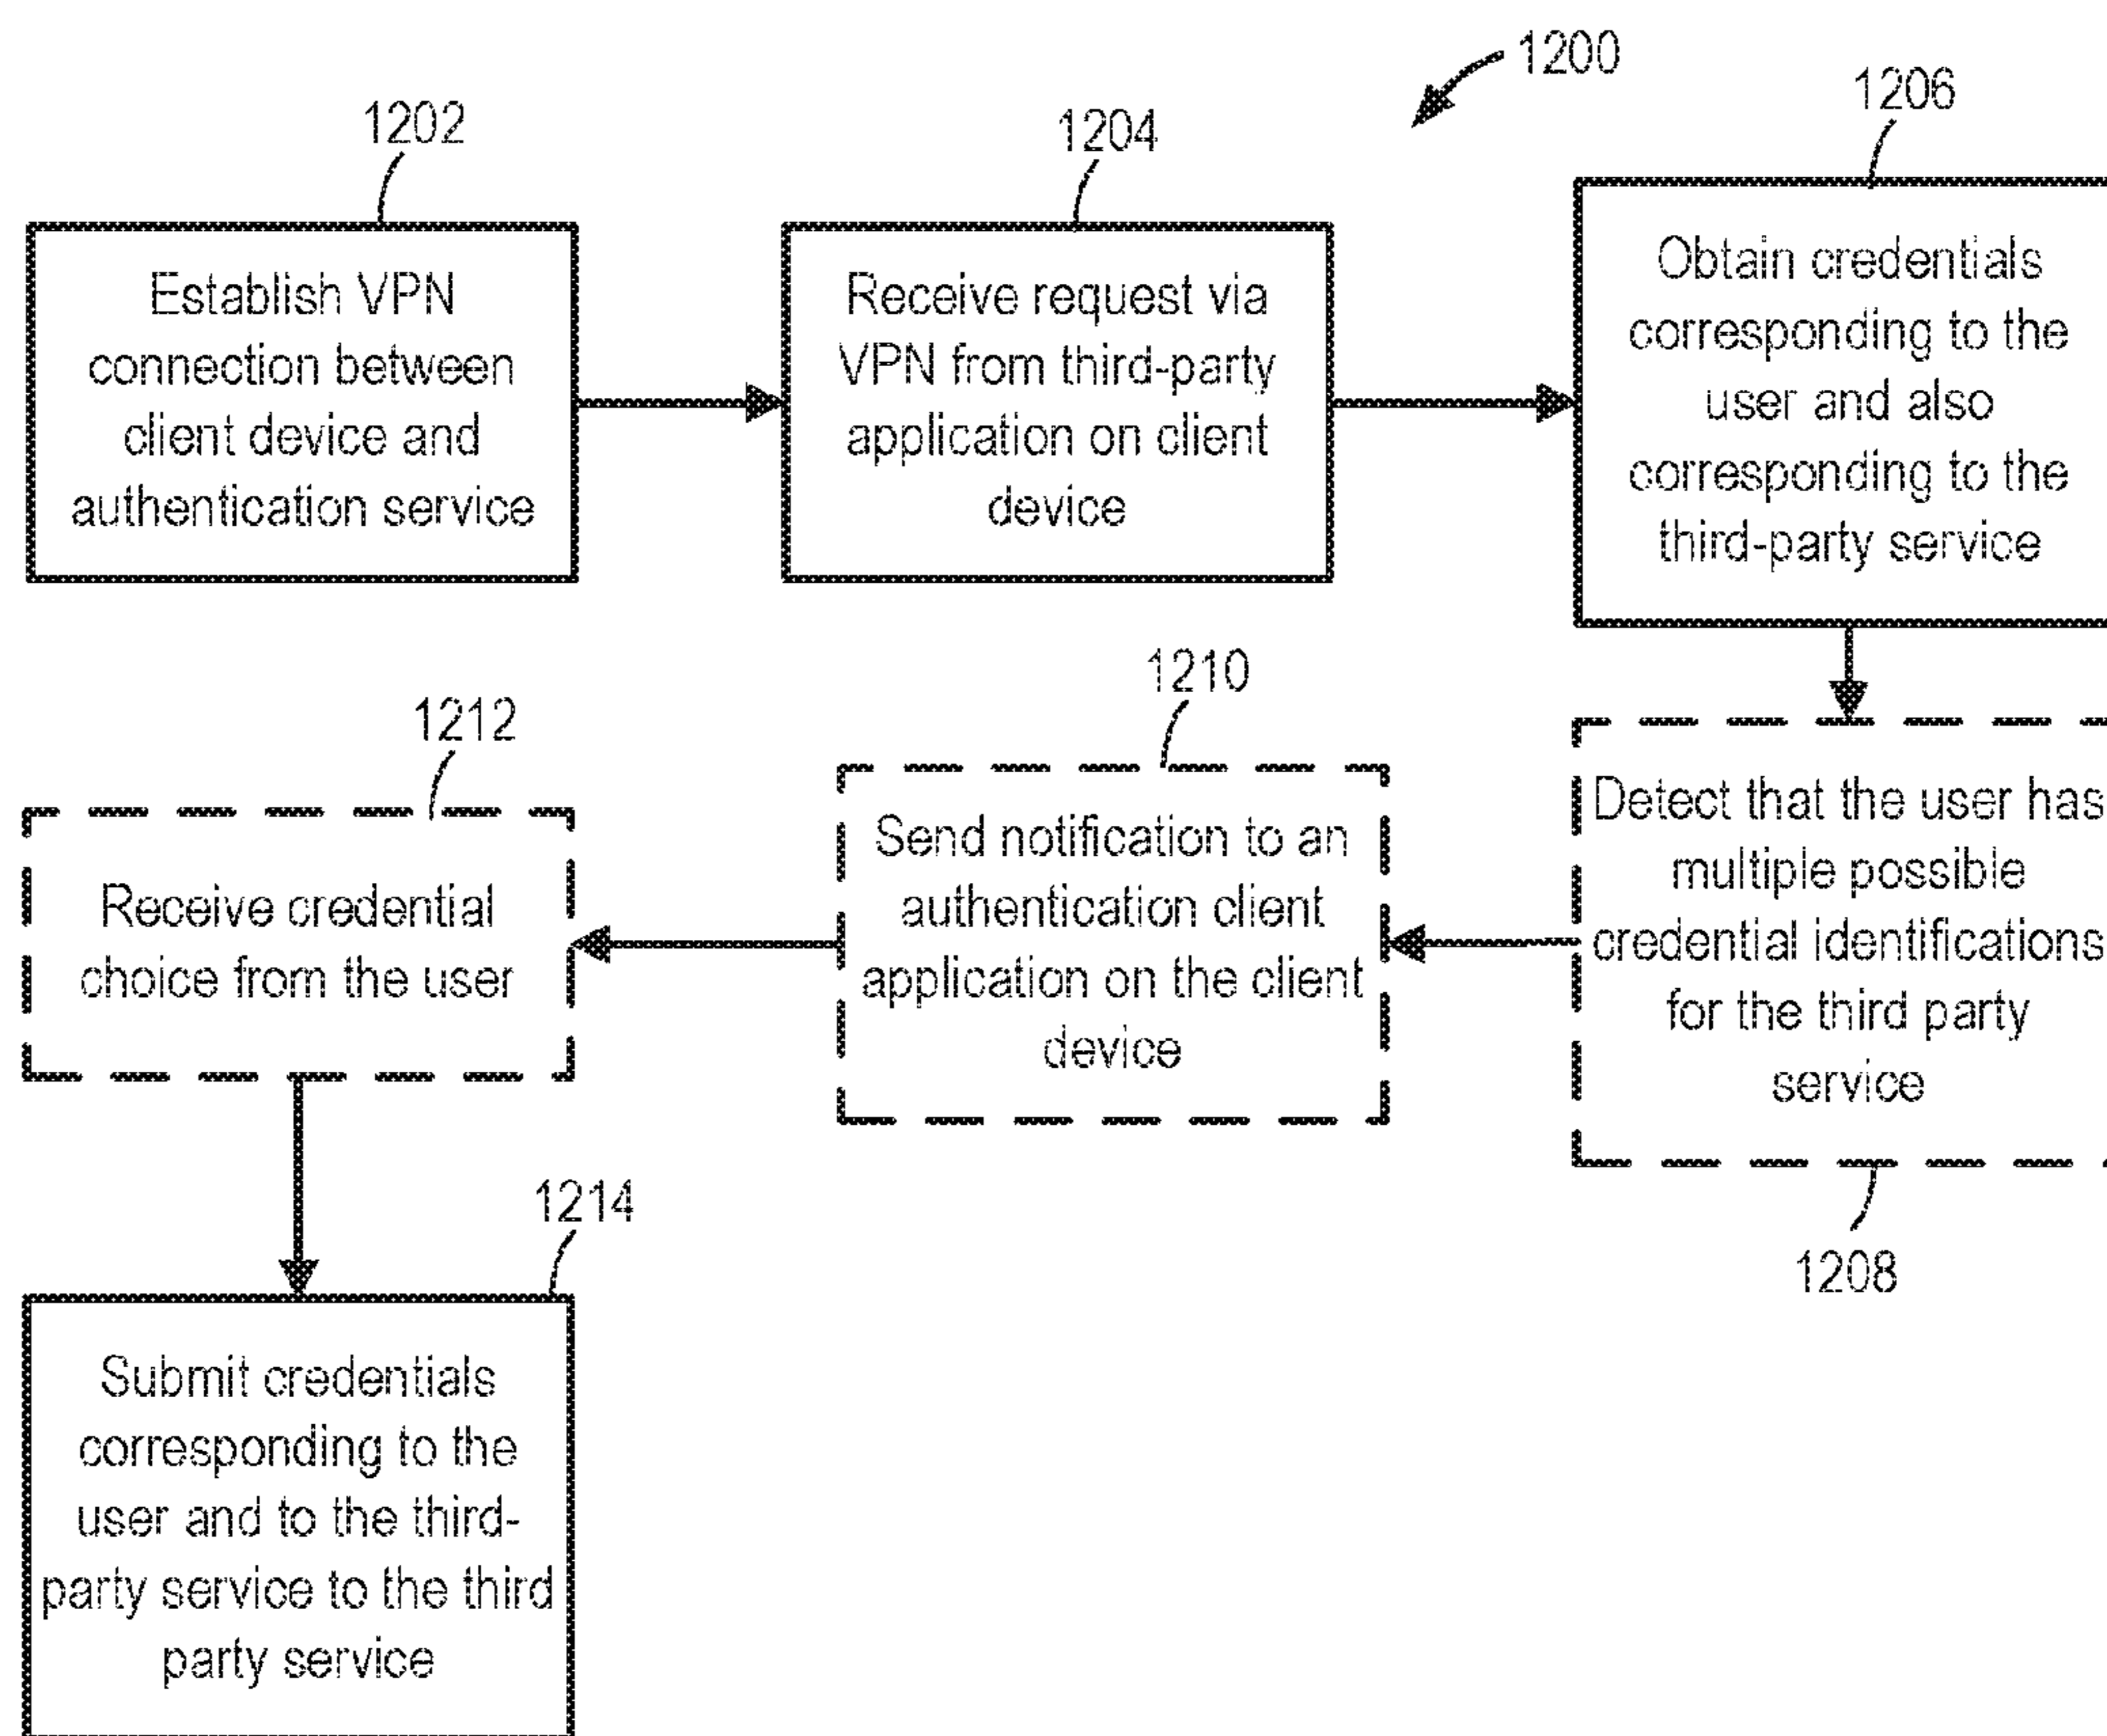 1200
1202
Establish VPN
connection between
client device and
authentication service
1204
Receive request via
VPN from third-party
application on client
device
1206
Obtain credentials
corresponding to the
user and also
corresponding to the
third-party service
1208
Detect that the user has
multiple possible
credential identifications
for the third party
service
1210
Send notification to an
authentication client
application on the client
device
1212
Receive credential
choice from the user
1214
Submit credentials
corresponding to the
user and to the third-
party service to the third
party service